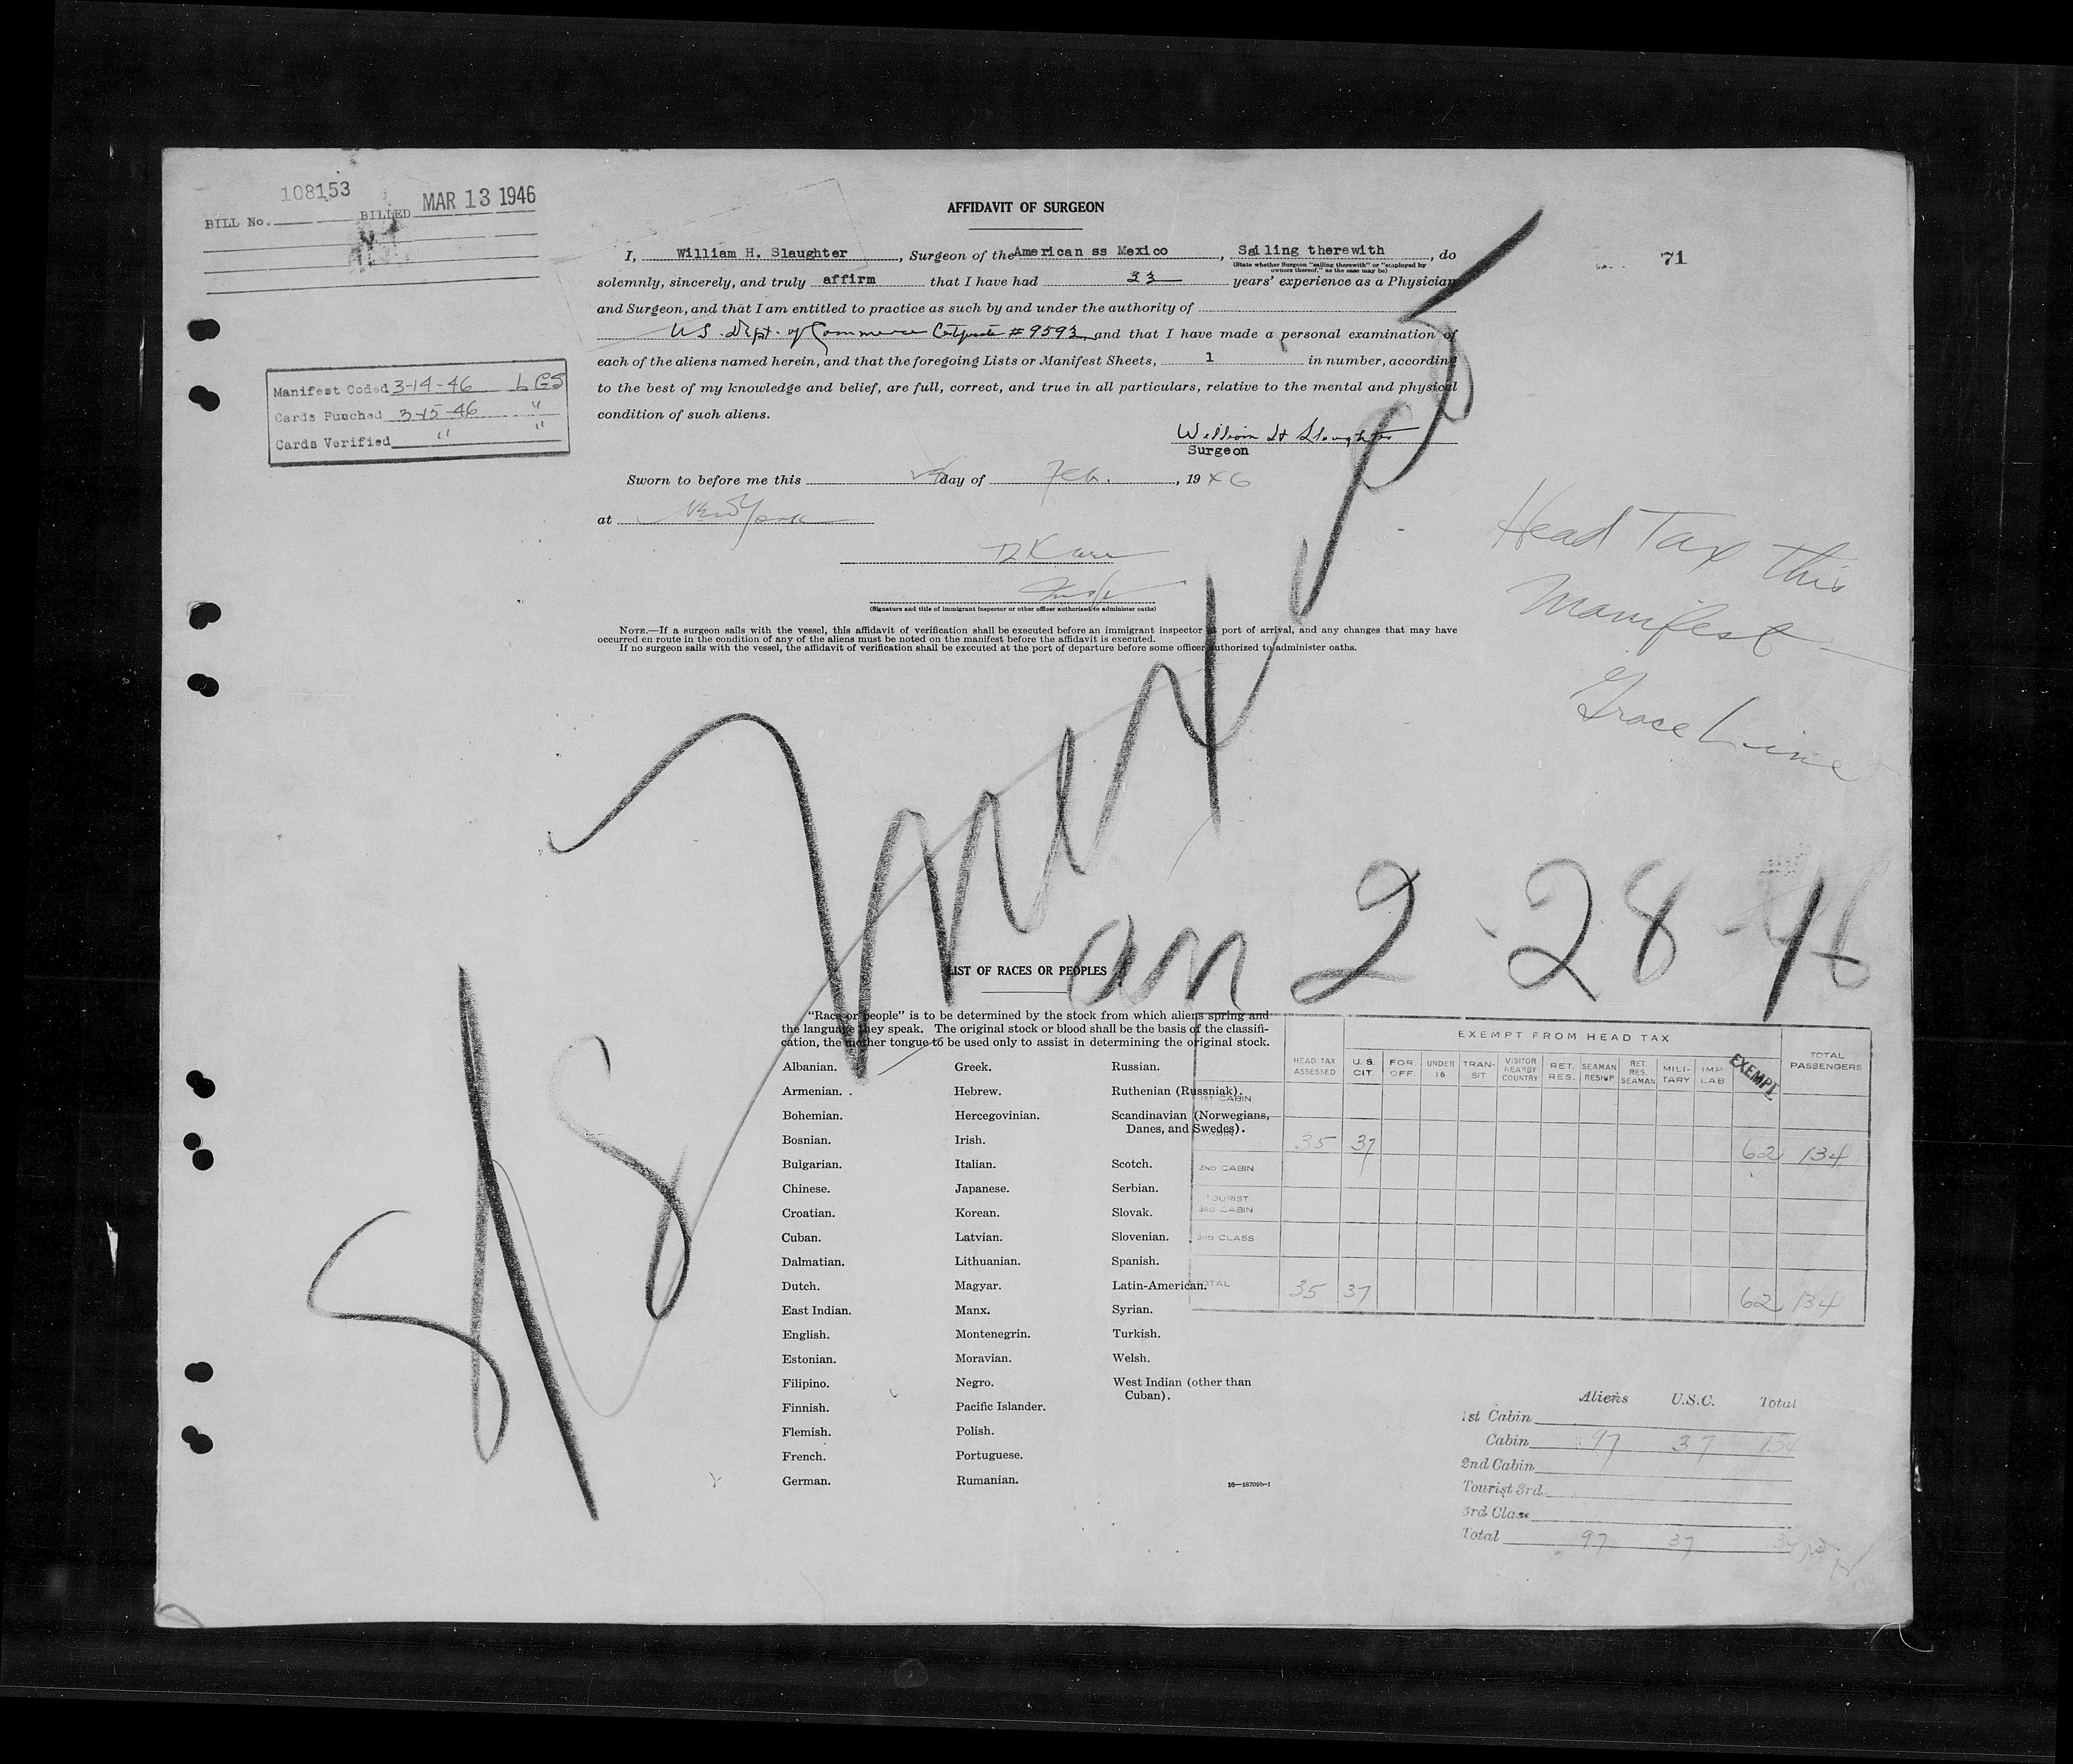 108153
BILL No. BILLED MAR 13 1946
Manifest Coded 3-14-46 LGS
Cards Punched 3-15-46 "
Cards Verified " "
71
AFFIDAVIT OF SURGEON
I, William H. Slaughter, Surgeon of the American ss Mexico, Sailing therewith, do
(State whether Surgeon "sailing therewith" or "employed by
owners thereof," as the case may be)
solemnly, sincerely, and truly affirm that I have had 33 years' experience as a Physician
and Surgeon, and that I am entitled to practice as such by and under the authority of
US. Dept. of Commerce Certificate #9593 and that I have made a personal examination of
each of the aliens named herein, and that the foregoing Lists or Manifest Sheets, 1 in number, according
to the best of my knowledge and belief, are full, correct, and true in all particulars, relative to the mental and physical
condition of such aliens.
William H Slaughter
Surgeon
Sworn to before me this day of Feb., 1946
at New York
(Signature and title of immigrant inspector or other officer authorized to administer oaths)
NOTE.—If a surgeon sails with the vessel, this affidavit of verification shall be executed before an immigrant inspector at port of arrival, and any changes that may have
occurred en route in the condition of any of the aliens must be noted on the manifest before the affidavit is executed.
If no surgeon sails with the vessel, the affidavit of verification shall be executed at the port of departure before some officer authorized to administer oaths.
Head Tax this
Manifest
Grace Line
S/S Mexico
an 2-28-46
LIST OF RACES OR PEOPLES
"Race or people" is to be determined by the stock from which aliens spring and
the language they speak. The original stock or blood shall be the basis of the classifi-
cation, the mother tongue to be used only to assist in determining the original stock.
Albanian.
Armenian.
Bohemian.
Bosnian.
Bulgarian.
Chinese.
Croatian.
Cuban.
Dalmatian.
Dutch.
East Indian.
English.
Estonian.
Filipino.
Finnish.
Flemish.
French.
German.
Greek.
Hebrew.
Hercegovinian.
Irish.
Italian.
Japanese.
Korean.
Latvian.
Lithuanian.
Magyar.
Manx.
Montenegrin.
Moravian.
Negro.
Pacific Islander.
Polish.
Portuguese.
Rumanian.
Russian.
Ruthenian (Russniak).
Scandinavian (Norwegians,
Danes, and Swedes).
Scotch.
Serbian.
Slovak.
Slovenian.
Spanish.
Latin-American.
Syrian.
Turkish.
Welsh.
West Indian (other than
Cuban).
16—18709b-1
EXEMPT FROM HEAD TAX
HEAD TAX ASSESSED U. S. CIT. FOR. OFF. UNDER 16 TRAN-SIT VISITOR NEARBY COUNTRY RET. RES. SEAMAN RESHIP RET. RES. SEAMAN MILI-TARY IMP LAB EXEMPT TOTAL PASSENGERS
1ST CABIN
CABIN 35 37 62 134
2ND CABIN
TOURIST
3RD CABIN
3RD CLASS
TOTAL 35 37 62 134
Aliens U.S.C. Total
1st Cabin
Cabin 97 37 134
2nd Cabin
Tourist 3rd
3rd Class
Total 97 37 134